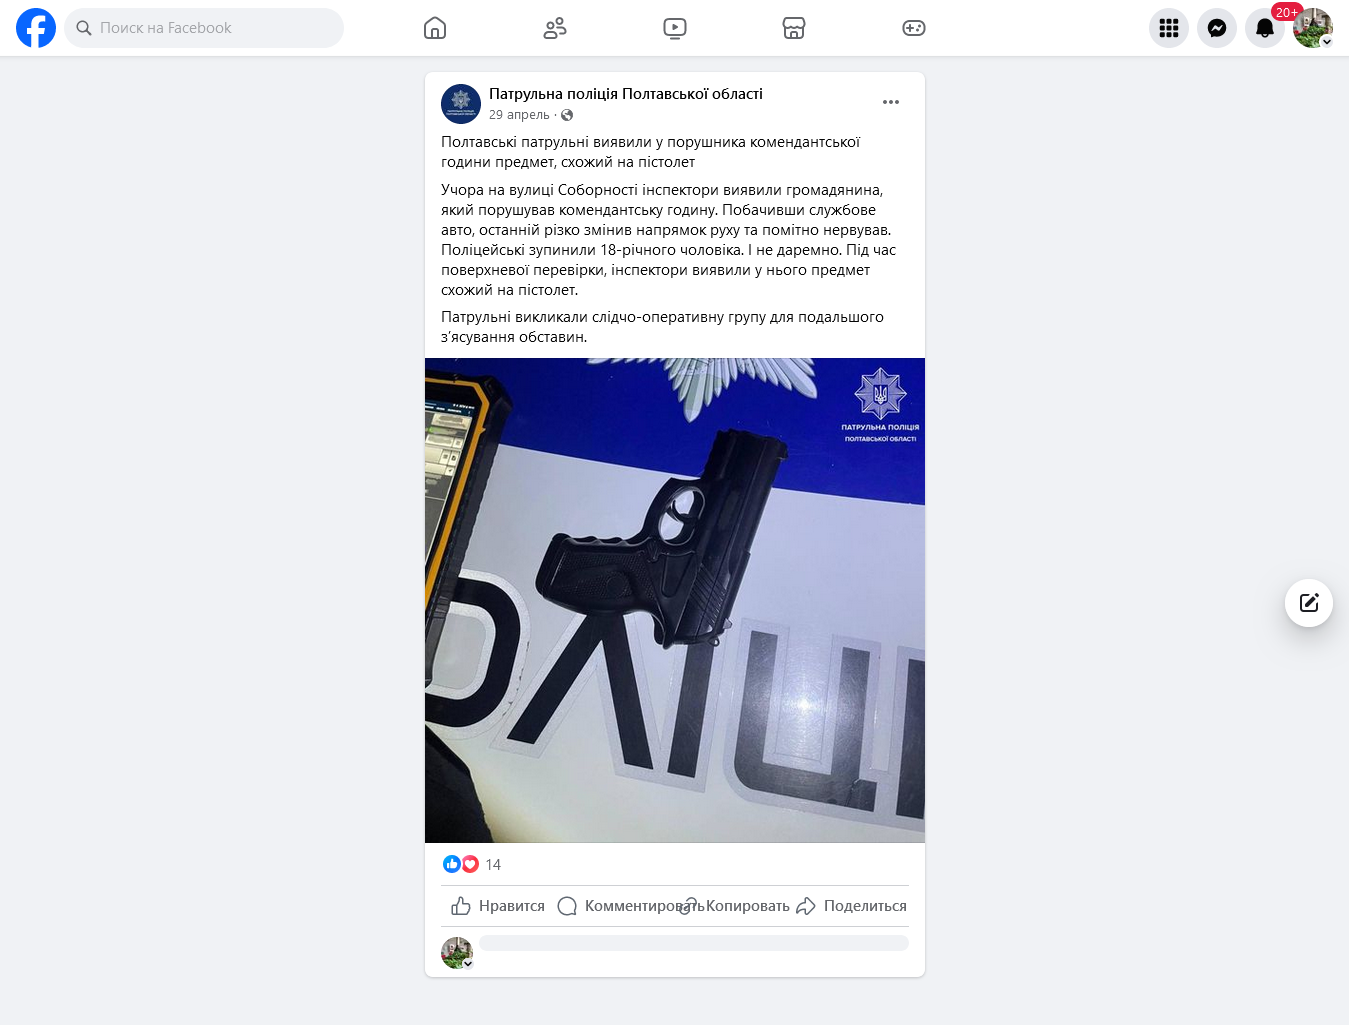 Поиск на Facebook
20+
Патрульна поліція Полтавської області
29 апрель ·
Полтавські патрульні виявили у порушника комендантської
години предмет, схожий на пістолет
Учора на вулиці Соборності інспектори виявили громадянина,
який порушував комендантську годину. Побачивши службове
авто, останній різко змінив напрямок руху та помітно нервував.
Поліцейські зупинили 18-річного чоловіка. І не даремно. Під час
поверхневої перевірки, інспектори виявили у нього предмет
схожий на пістолет.
Патрульні викликали слідчо-оперативну групу для подальшого
з’ясування обставин.
ПАТРУЛЬНА ПОЛІЦІЯ
ПОЛТАВСЬКОЇ ОБЛАСТІ
14
Нравится
Комментировать
Копировать
Поделиться